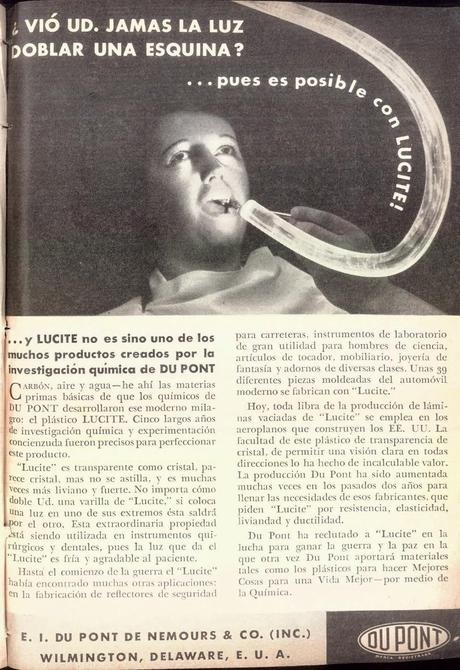 ¿ VIÓ UD. JAMAS LA LUZ
DOBLAR UNA ESQUINA?
...pues es posible con LUCITE!
...y LUCITE no es sino uno de los
muchos productos creados por la
investigación química de DU PONT
CARBÓN, aire y agua—he ahí las materias
primas básicas de que los químicos de
DU PONT desarrollaron ese moderno mila-
gro: el plástico LUCITE. Cinco largos años
de investigación química y experimentación
concienzuda fueron precisos para perfeccionar
este producto.
"Lucite" es transparente como cristal, pa-
rece cristal, mas no se astilla, y es muchas
veces más liviano y fuerte. No importa cómo
doble Ud. una varilla de "Lucite," si coloca
una luz en uno de sus extremos ésta saldrá
por el otro. Esta extraordinaria propiedad
está siendo utilizada en instrumentos qui-
rúrgicos y dentales, pues la luz que da el
"Lucite" es fría y agradable al paciente.
Hasta el comienzo de la guerra el "Lucite"
había encontrado muchas otras aplicaciones:
en la fabricación de reflectores de seguridad
para carreteras, instrumentos de laboratorio
de gran utilidad para hombres de ciencia,
artículos de tocador, mobiliario, joyería de
fantasía y adornos de diversas clases. Unas 39
diferentes piezas moldeadas del automóvil
moderno se fabrican con "Lucite."
Hoy, toda libra de la producción de lámi-
nas vaciadas de "Lucite" se emplea en los
aeroplanos que construyen los EE. UU. La
facultad de este plástico de transparencia de
cristal, de permitir una visión clara en todas
direcciones lo ha hecho de incalculable valor.
La producción Du Pont ha sido aumentada
muchas veces en los pasados dos años para
llenar las necesidades de esos fabricantes, que
piden "Lucite" por resistencia, elasticidad,
liviandad y ductilidad.
Du Pont ha reclutado a "Lucite" en la
lucha para ganar la guerra y la paz en la
que otra vez Du Pont aportará materiales
tales como los plásticos para hacer Mejores
Cosas para una Vida Mejor—por medio de
la Química.
E. I. DU PONT DE NEMOURS & CO. (INC.)
WILMINGTON, DELAWARE, E. U. A.
DU PONT
MARCA REGISTRADA